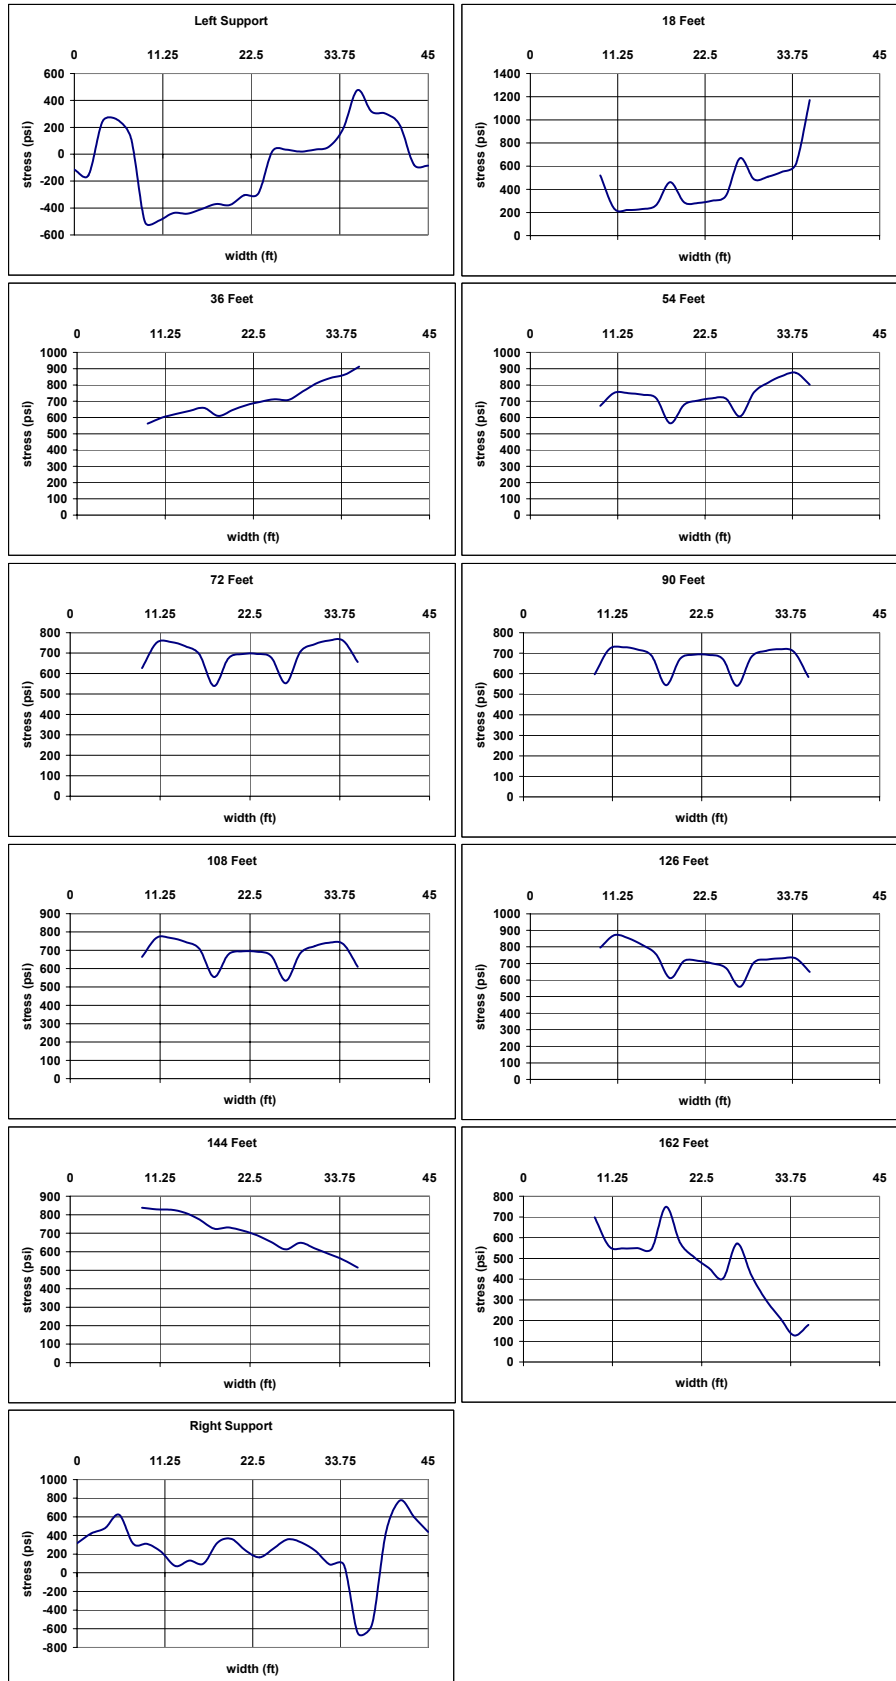 Left Support
0 11.25 22.5 33.75 45
600
400
200
0
-200
-400
-600
stress (psi)
width (ft)
18 Feet
0 11.25 22.5 33.75 45
1400
1200
1000
800
600
400
200
0
stress (psi)
width (ft)
36 Feet
0 11.25 22.5 33.75 45
1000
900
800
700
600
500
400
300
200
100
0
stress (psi)
width (ft)
54 Feet
0 11.25 22.5 33.75 45
1000
900
800
700
600
500
400
300
200
100
0
stress (psi)
width (ft)
72 Feet
0 11.25 22.5 33.75 45
800
700
600
500
400
300
200
100
0
stress (psi)
width (ft)
90 Feet
0 11.25 22.5 33.75 45
800
700
600
500
400
300
200
100
0
stress (psi)
width (ft)
108 Feet
0 11.25 22.5 33.75 45
900
800
700
600
500
400
300
200
100
0
stress (psi)
width (ft)
126 Feet
0 11.25 22.5 33.75 45
1000
900
800
700
600
500
400
300
200
100
0
stress (psi)
width (ft)
144 Feet
0 11.25 22.5 33.75 45
900
800
700
600
500
400
300
200
100
0
stress (psi)
width (ft)
162 Feet
0 11.25 22.5 33.75 45
800
700
600
500
400
300
200
100
0
stress (psi)
width (ft)
Right Support
0 11.25 22.5 33.75 45
1000
800
600
400
200
0
-200
-400
-600
-800
stress (psi)
width (ft)